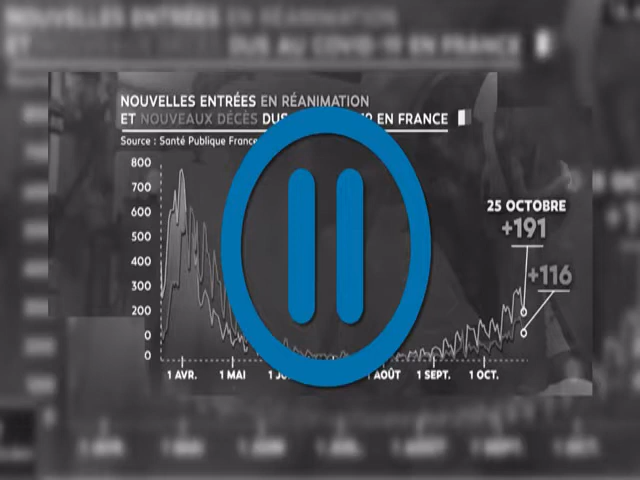 NOUVELLES ENTRÉES EN RÉANIMATION
ET NOUVEAUX DÉCÈS DUS EN FRANCE
Source : Santé Publique France
800
700
600
500
400
300
200
0
0
25 OCTOBRE
+191
+116
1 AVR. 1 MAI AOÛT 1 SEPT. 1 OCT.